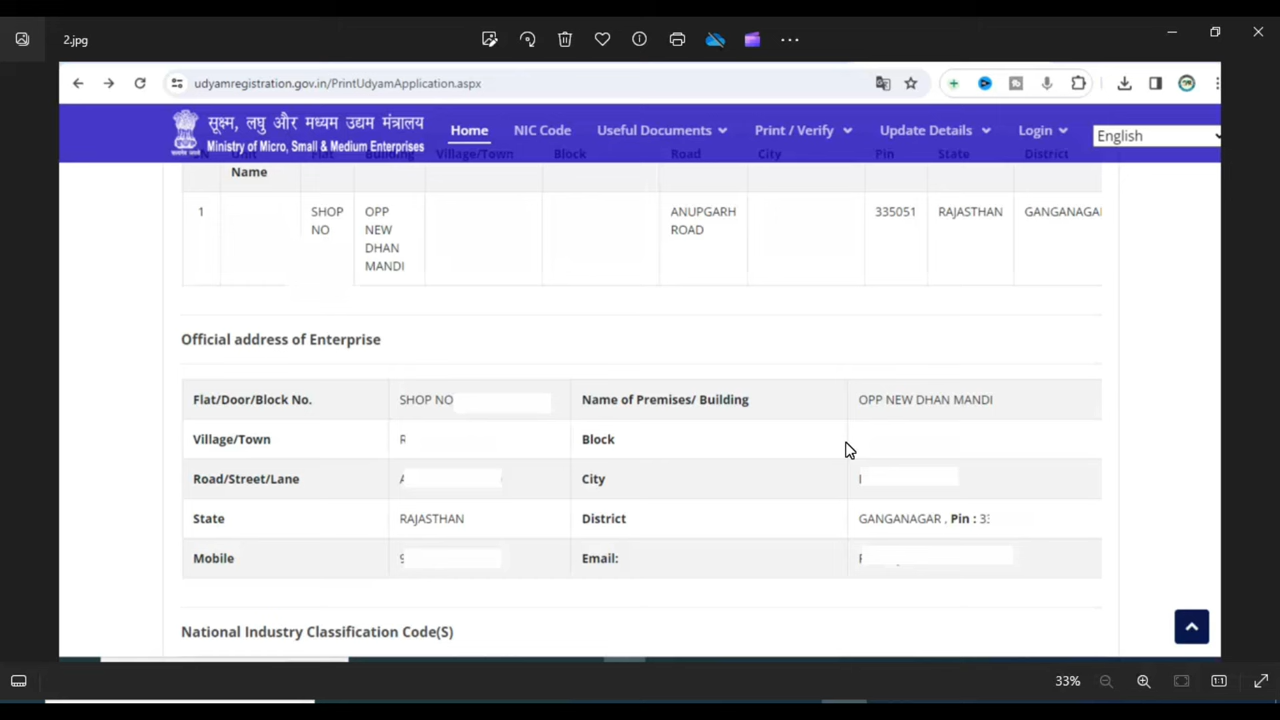 2.jpg
udyamregistration.gov.in/PrintUdyamApplication.aspx
सूक्ष्म, लघु और मध्यम उद्यम मंत्रालय
Ministry of Micro, Small & Medium Enterprises
Home NIC Code Useful Documents Print / Verify Update Details Login English
Flat Building Village/Town Block Road City Pin State District
Name
1 SHOP NO OPP NEW DHAN MANDI ANUPGARH ROAD 335051 RAJASTHAN GANGANAGA
Official address of Enterprise
Flat/Door/Block No. SHOP NO Name of Premises/ Building OPP NEW DHAN MANDI
Village/Town R Block
Road/Street/Lane A City
State RAJASTHAN District GANGANAGAR , Pin : 33
Mobile 9 Email:
National Industry Classification Code(S)
33%
1:1